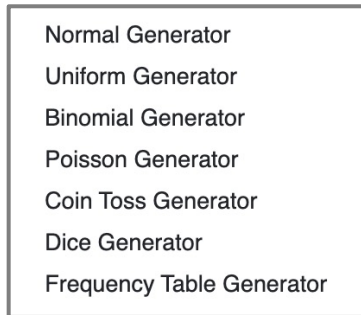 Normal Generator
Uniform Generator
Binomial Generator
Poisson Generator
Coin Toss Generator
Dice Generator
Frequency Table Generator